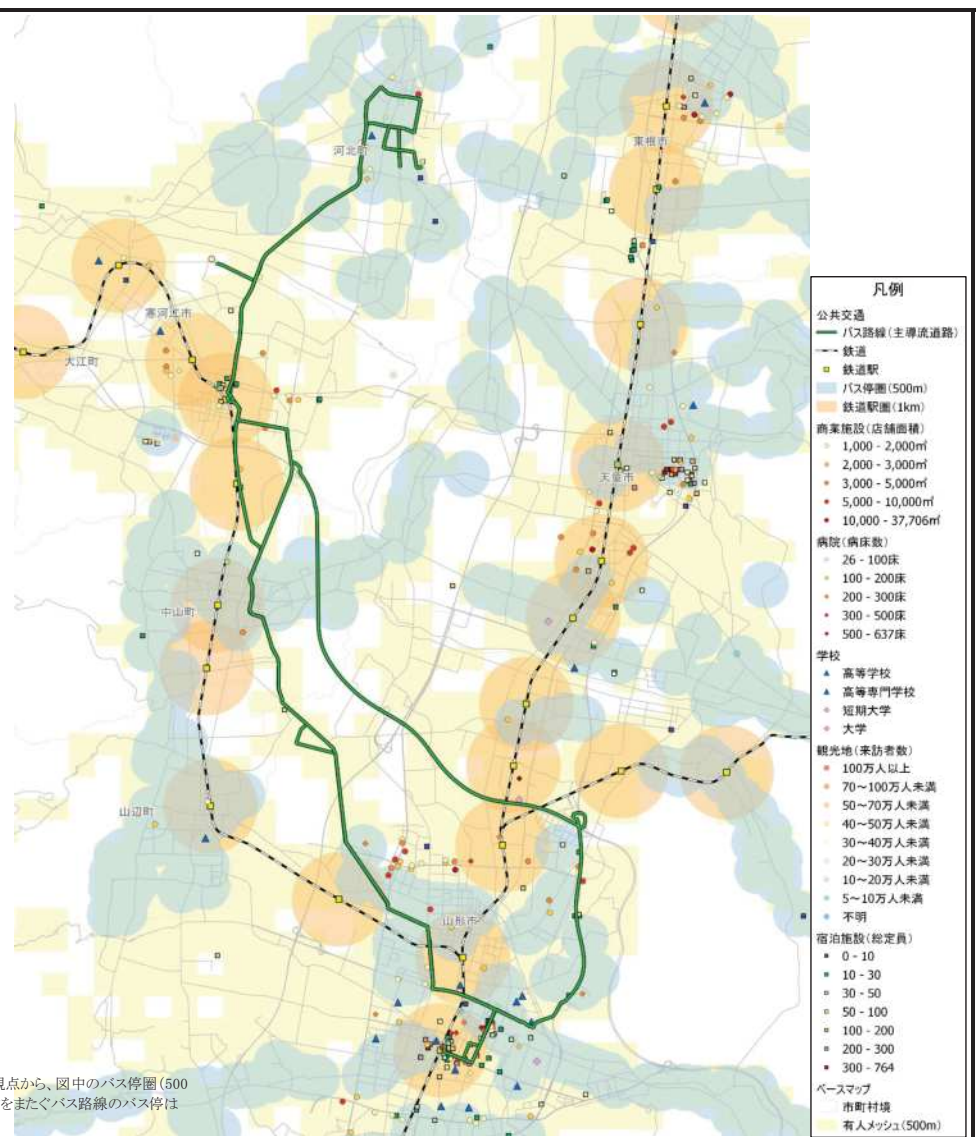 河北町
東根市
寒河江市
大江町
天童市
中山町
山辺町
山形市
見点から、図中のバス停圏(500
をまたぐバス路線のバス停は
凡例
公共交通
バス路線(主導流道路)
鉄道
鉄道駅
バス停圏(500m)
鉄道駅圏(1km)
商業施設(店舗面積)
1,000 - 2,000㎡
2,000 - 3,000㎡
3,000 - 5,000㎡
5,000 - 10,000㎡
10,000 - 37,706㎡
病院(病床数)
26 - 100床
100 - 200床
200 - 300床
300 - 500床
500 - 637床
学校
高等学校
高等専門学校
短期大学
大学
観光地(来訪者数)
100万人以上
70～100万人未満
50～70万人未満
40～50万人未満
30～40万人未満
20～30万人未満
10～20万人未満
5～10万人未満
不明
宿泊施設(総定員)
0 - 10
10 - 30
30 - 50
50 - 100
100 - 200
200 - 300
300 - 764
ベースマップ
市町村境
有人メッシュ(500m)